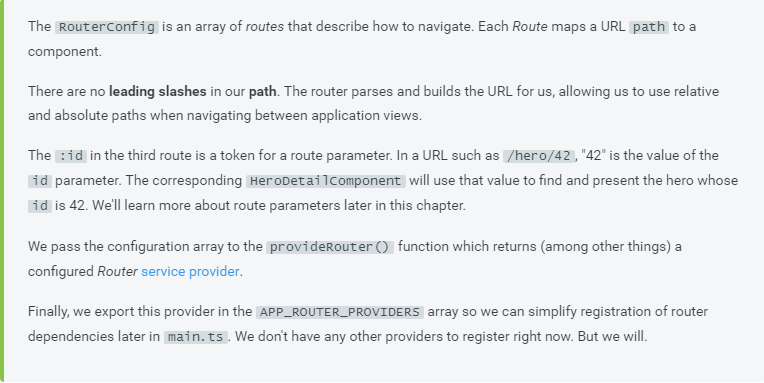 The RouterConfig is an array of routes that describe how to navigate. Each Route maps a URL path to a
component.
There are no leading slashes in our path. The router parses and builds the URL for us, allowing us to use relative
and absolute paths when navigating between application views.
The :id in the third route is a token for a route parameter. In a URL such as /hero/42, "42" is the value of the
id parameter. The corresponding HeroDetailComponent will use that value to find and present the hero whose
id is 42. We'll learn more about route parameters later in this chapter.
We pass the configuration array to the provideRouter() function which returns (among other things) a
configured Router service provider.
Finally, we export this provider in the APP_ROUTER_PROVIDERS array so we can simplify registration of router
dependencies later in main.ts. We don't have any other providers to register right now. But we will.